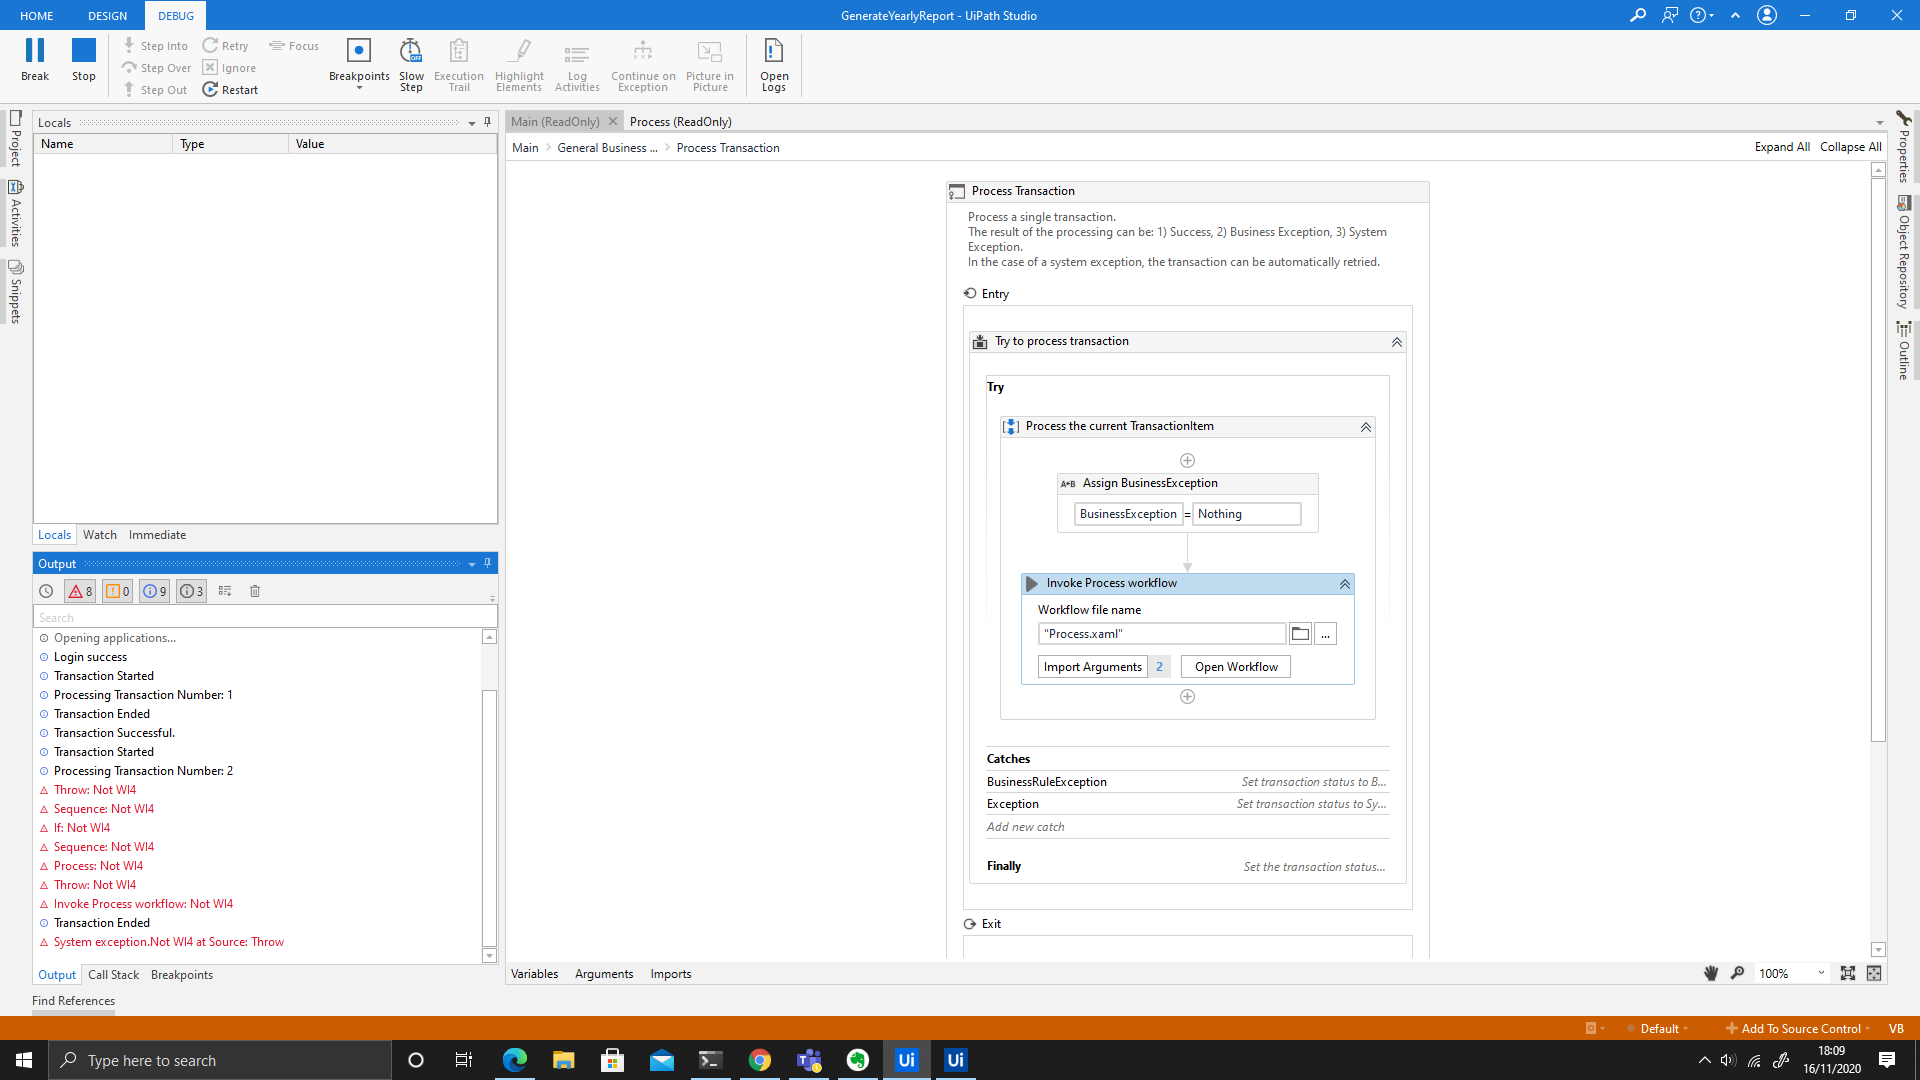 HOME DESIGN DEBUG GenerateYearlyReport - UiPath Studio
Break Stop Step Into Step Over Step Out Retry Ignore Restart Focus
Breakpoints Slow Step Execution Trail Highlight Elements Log Activities Continue on Exception Picture in Picture Open Logs
Project
Activities
Snippets
Locals
Name Type Value
Locals Watch Immediate
Output
8 0 9 3
Search
Opening applications...
Login success
Transaction Started
Processing Transaction Number: 1
Transaction Ended
Transaction Successful.
Transaction Started
Processing Transaction Number: 2
Throw: Not WI4
Sequence: Not WI4
If: Not WI4
Sequence: Not WI4
Process: Not WI4
Throw: Not WI4
Invoke Process workflow: Not WI4
Transaction Ended
System exception.Not WI4 at Source: Throw
Output Call Stack Breakpoints
Find References
Main (ReadOnly) Process (ReadOnly)
Main General Business ... Process Transaction Expand All Collapse All
Process Transaction
Process a single transaction.
The result of the processing can be: 1) Success, 2) Business Exception, 3) System
Exception.
In the case of a system exception, the transaction can be automatically retried.
Entry
Try to process transaction
Try
Process the current TransactionItem
A+B Assign BusinessException
BusinessException = Nothing
Invoke Process workflow
Workflow file name
"Process.xaml" ...
Import Arguments 2 Open Workflow
Catches
BusinessRuleException Set transaction status to B...
Exception Set transaction status to Sy...
Add new catch
Finally Set the transaction status...
Exit
Variables Arguments Imports 100%
Properties
Object Repository
Outline
0 Default Add To Source Control VB
Type here to search
Ui Ui
18:09
16/11/2020